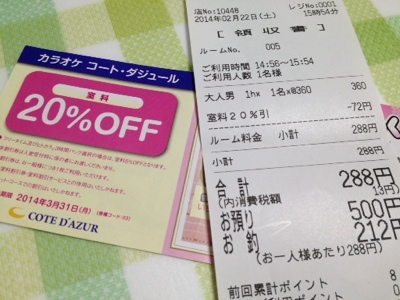 カラオケ コート・ダジュール
室料
20%OFF
2014年3月31日(月)
COTE D'AZUR
店No:10448
レジNo:0001
2014年02月22日(土)
15時54分
[ 領 収 書 ]
ルームNo. 005
ご利用時間 14:56~15:54
ご利用人数 1名様
大人男 1hx 1名x@360 360
室料20%引 -72円
ルーム料金 小計 288円
小計 288円
合計 288円
(内消費税額 13円)
お預り 500円
お釣 212円
(お一人様あたり288円)
前回累計ポイント 8